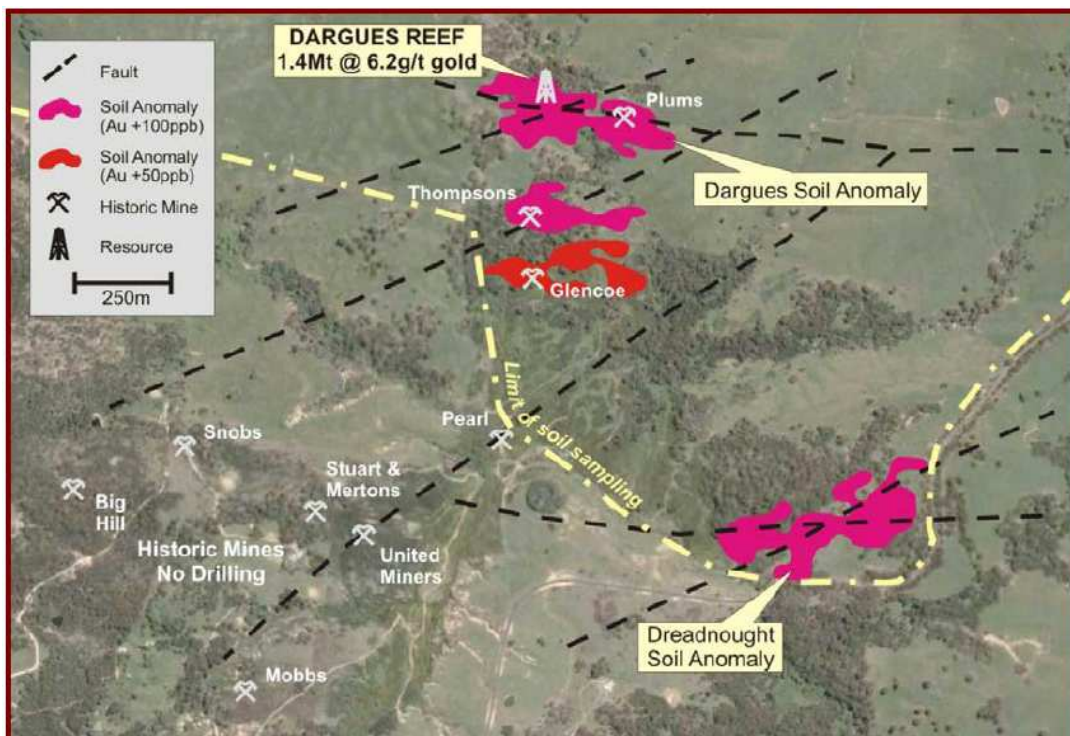 DARGUES REEF
1.4Mt @ 6.2g/t gold
Fault
Soil Anomaly
(Au +100ppb)
Soil Anomaly
(Au +50ppb)
Historic Mine
Resource
250m
Plums
Dargues Soil Anomaly
Thompsons
Glencoe
Limit of soil sampling
Pearl
Snobs
Stuart &
Mertons
Big
Hill
United
Miners
Historic Mines
No Drilling
Dreadnought
Soil Anomaly
Mobbs